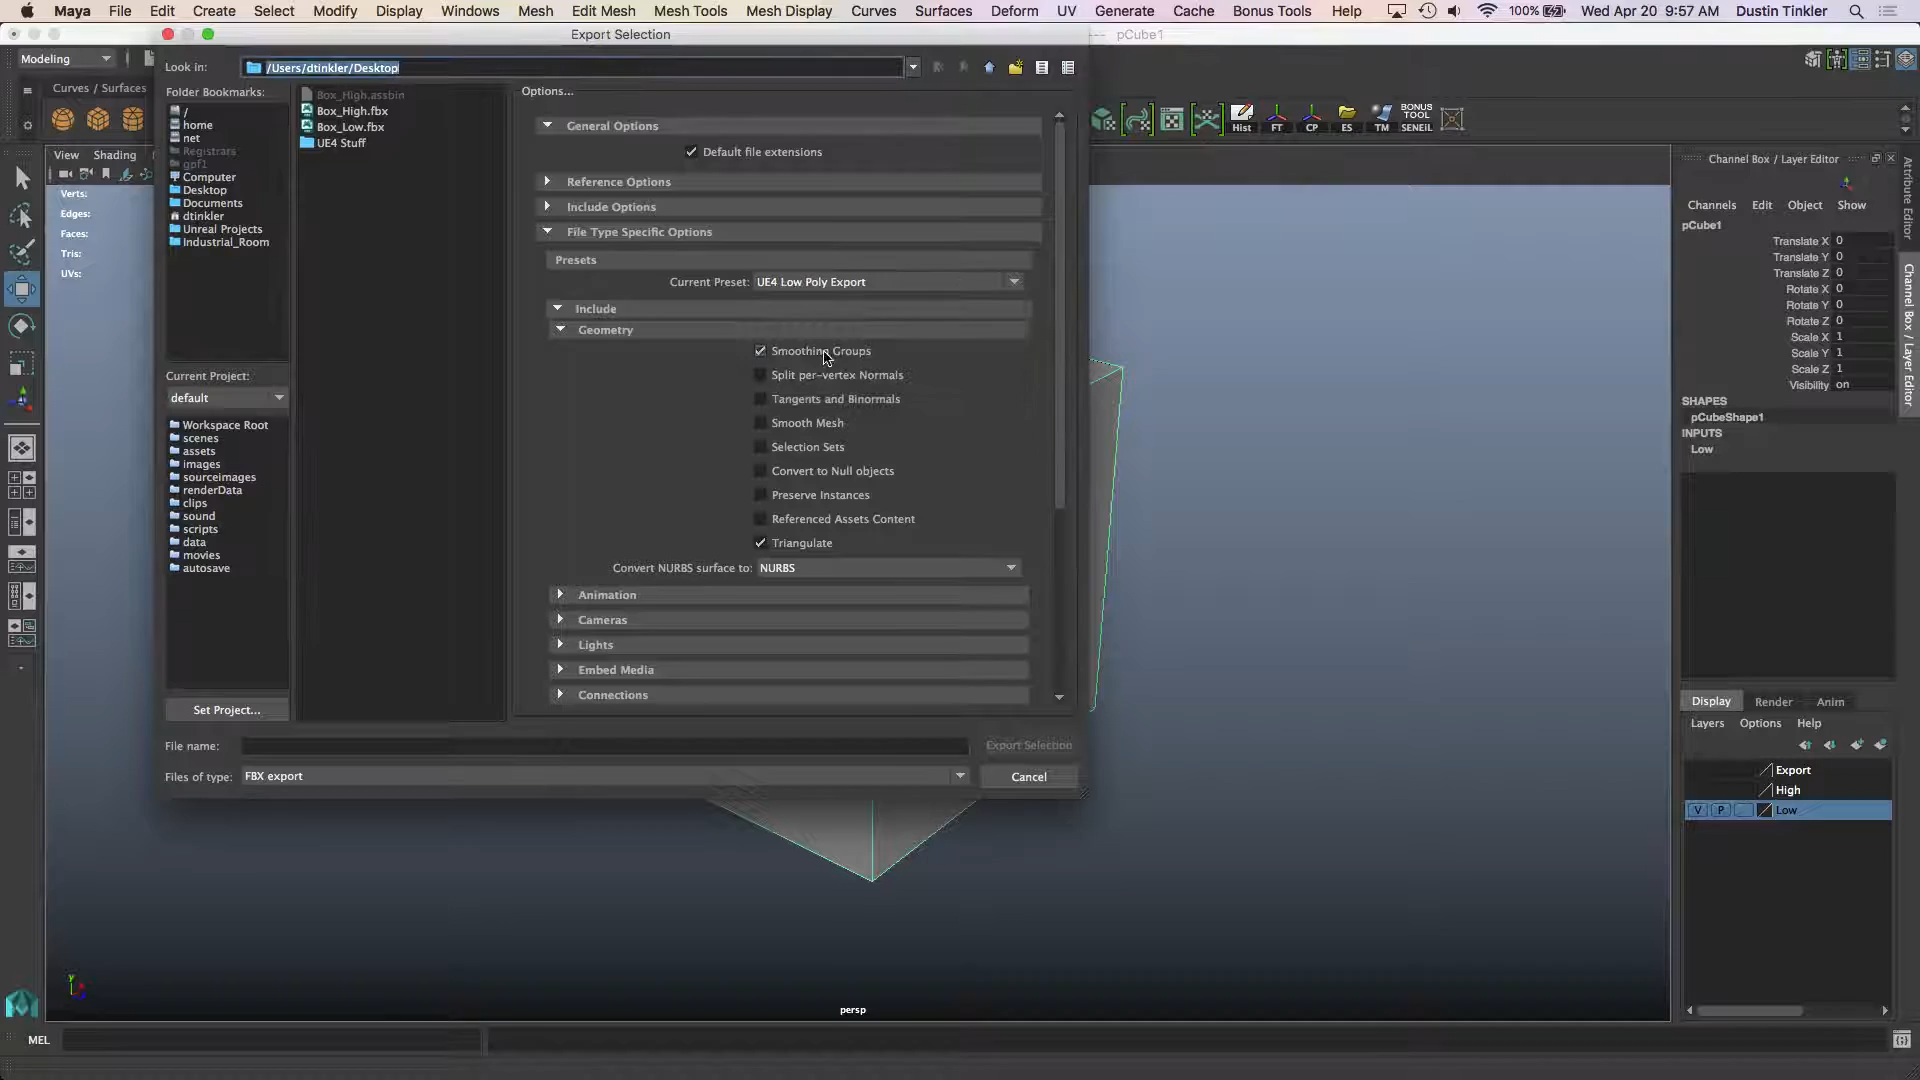 Maya File Edit Create Select Modify Display Windows Mesh Edit Mesh Mesh Tools Mesh Display Curves Surfaces Deform UV Generate Cache Bonus Tools Help 100% Wed Apr 20 9:57 AM Dustin Tinkler
Export Selection
pCube1
Modeling
Look in: /Users/dtinkler/Desktop
Curves / Surfaces
Folder Bookmarks:
/
home
net
Registrars
gpf1
Computer
Desktop
Documents
dtinkler
Unreal Projects
Industrial_Room
Current Project:
default
Workspace Root
scenes
assets
images
sourceimages
renderData
clips
sound
scripts
data
movies
autosave
Set Project...
Box_High.assbin
Box_High.fbx
Box_Low.fbx
UE4 Stuff
Options...
General Options
Default file extensions
Reference Options
Include Options
File Type Specific Options
Presets
Current Preset: UE4 Low Poly Export
Include
Geometry
Smoothing Groups
Split per-vertex Normals
Tangents and Binormals
Smooth Mesh
Selection Sets
Convert to Null objects
Preserve Instances
Referenced Assets Content
Triangulate
Convert NURBS surface to: NURBS
Animation
Cameras
Lights
Embed Media
Connections
File name:
Export Selection
Files of type: FBX export
Cancel
View Shading
Verts:
Edges:
Faces:
Tris:
UVs:
Hist FT CP ES TM BONUS TOOL SENEIL
Channel Box / Layer Editor
Channels Edit Object Show
pCube1
Translate X 0
Translate Y 0
Translate Z 0
Rotate X 0
Rotate Y 0
Rotate Z 0
Scale X 1
Scale Y 1
Scale Z 1
Visibility on
SHAPES
pCubeShape1
INPUTS
Low
Attribute Editor
Channel Box / Layer Editor
Display Render Anim
Layers Options Help
Export
High
V P Low
y
persp
MEL